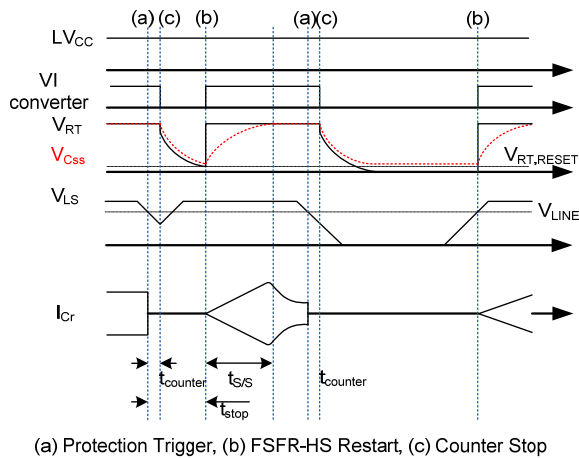 (a) (c) (b) (a) (c) (b)
LVCC
VI
converter
VRT
VCss
VRT,RESET
VLS
VLINE
ICr
tcounter tS/S tcounter
tstop
(a) Protection Trigger, (b) FSFR-HS Restart, (c) Counter Stop